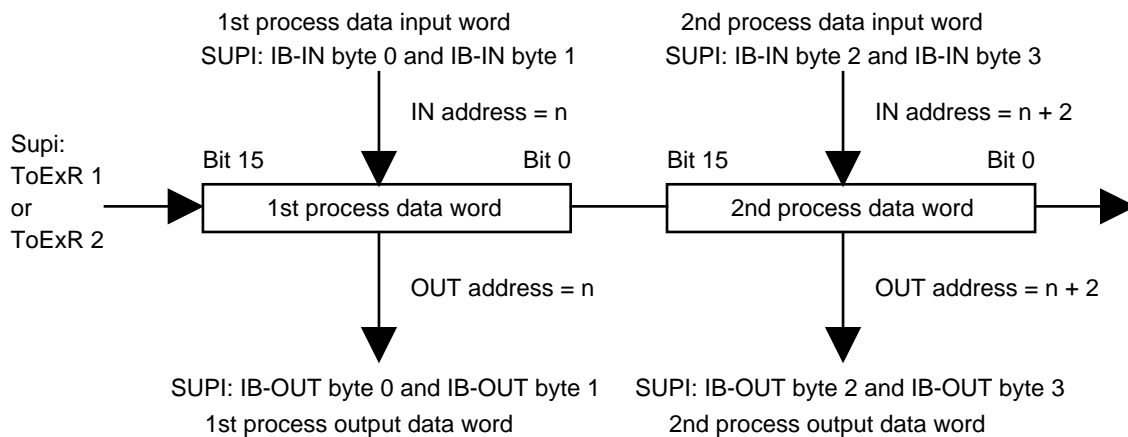 1st process data input word
SUPI: IB-IN byte 0 and IB-IN byte 1
2nd process data input word
SUPI: IB-IN byte 2 and IB-IN byte 3
IN address = n
IN address = n + 2
Supi:
ToExR 1
or
ToExR 2
Bit 15
Bit 0
Bit 15
Bit 0
1st process data word
2nd process data word
OUT address = n
OUT address = n + 2
SUPI: IB-OUT byte 0 and IB-OUT byte 1
1st process output data word
SUPI: IB-OUT byte 2 and IB-OUT byte 3
2nd process output data word